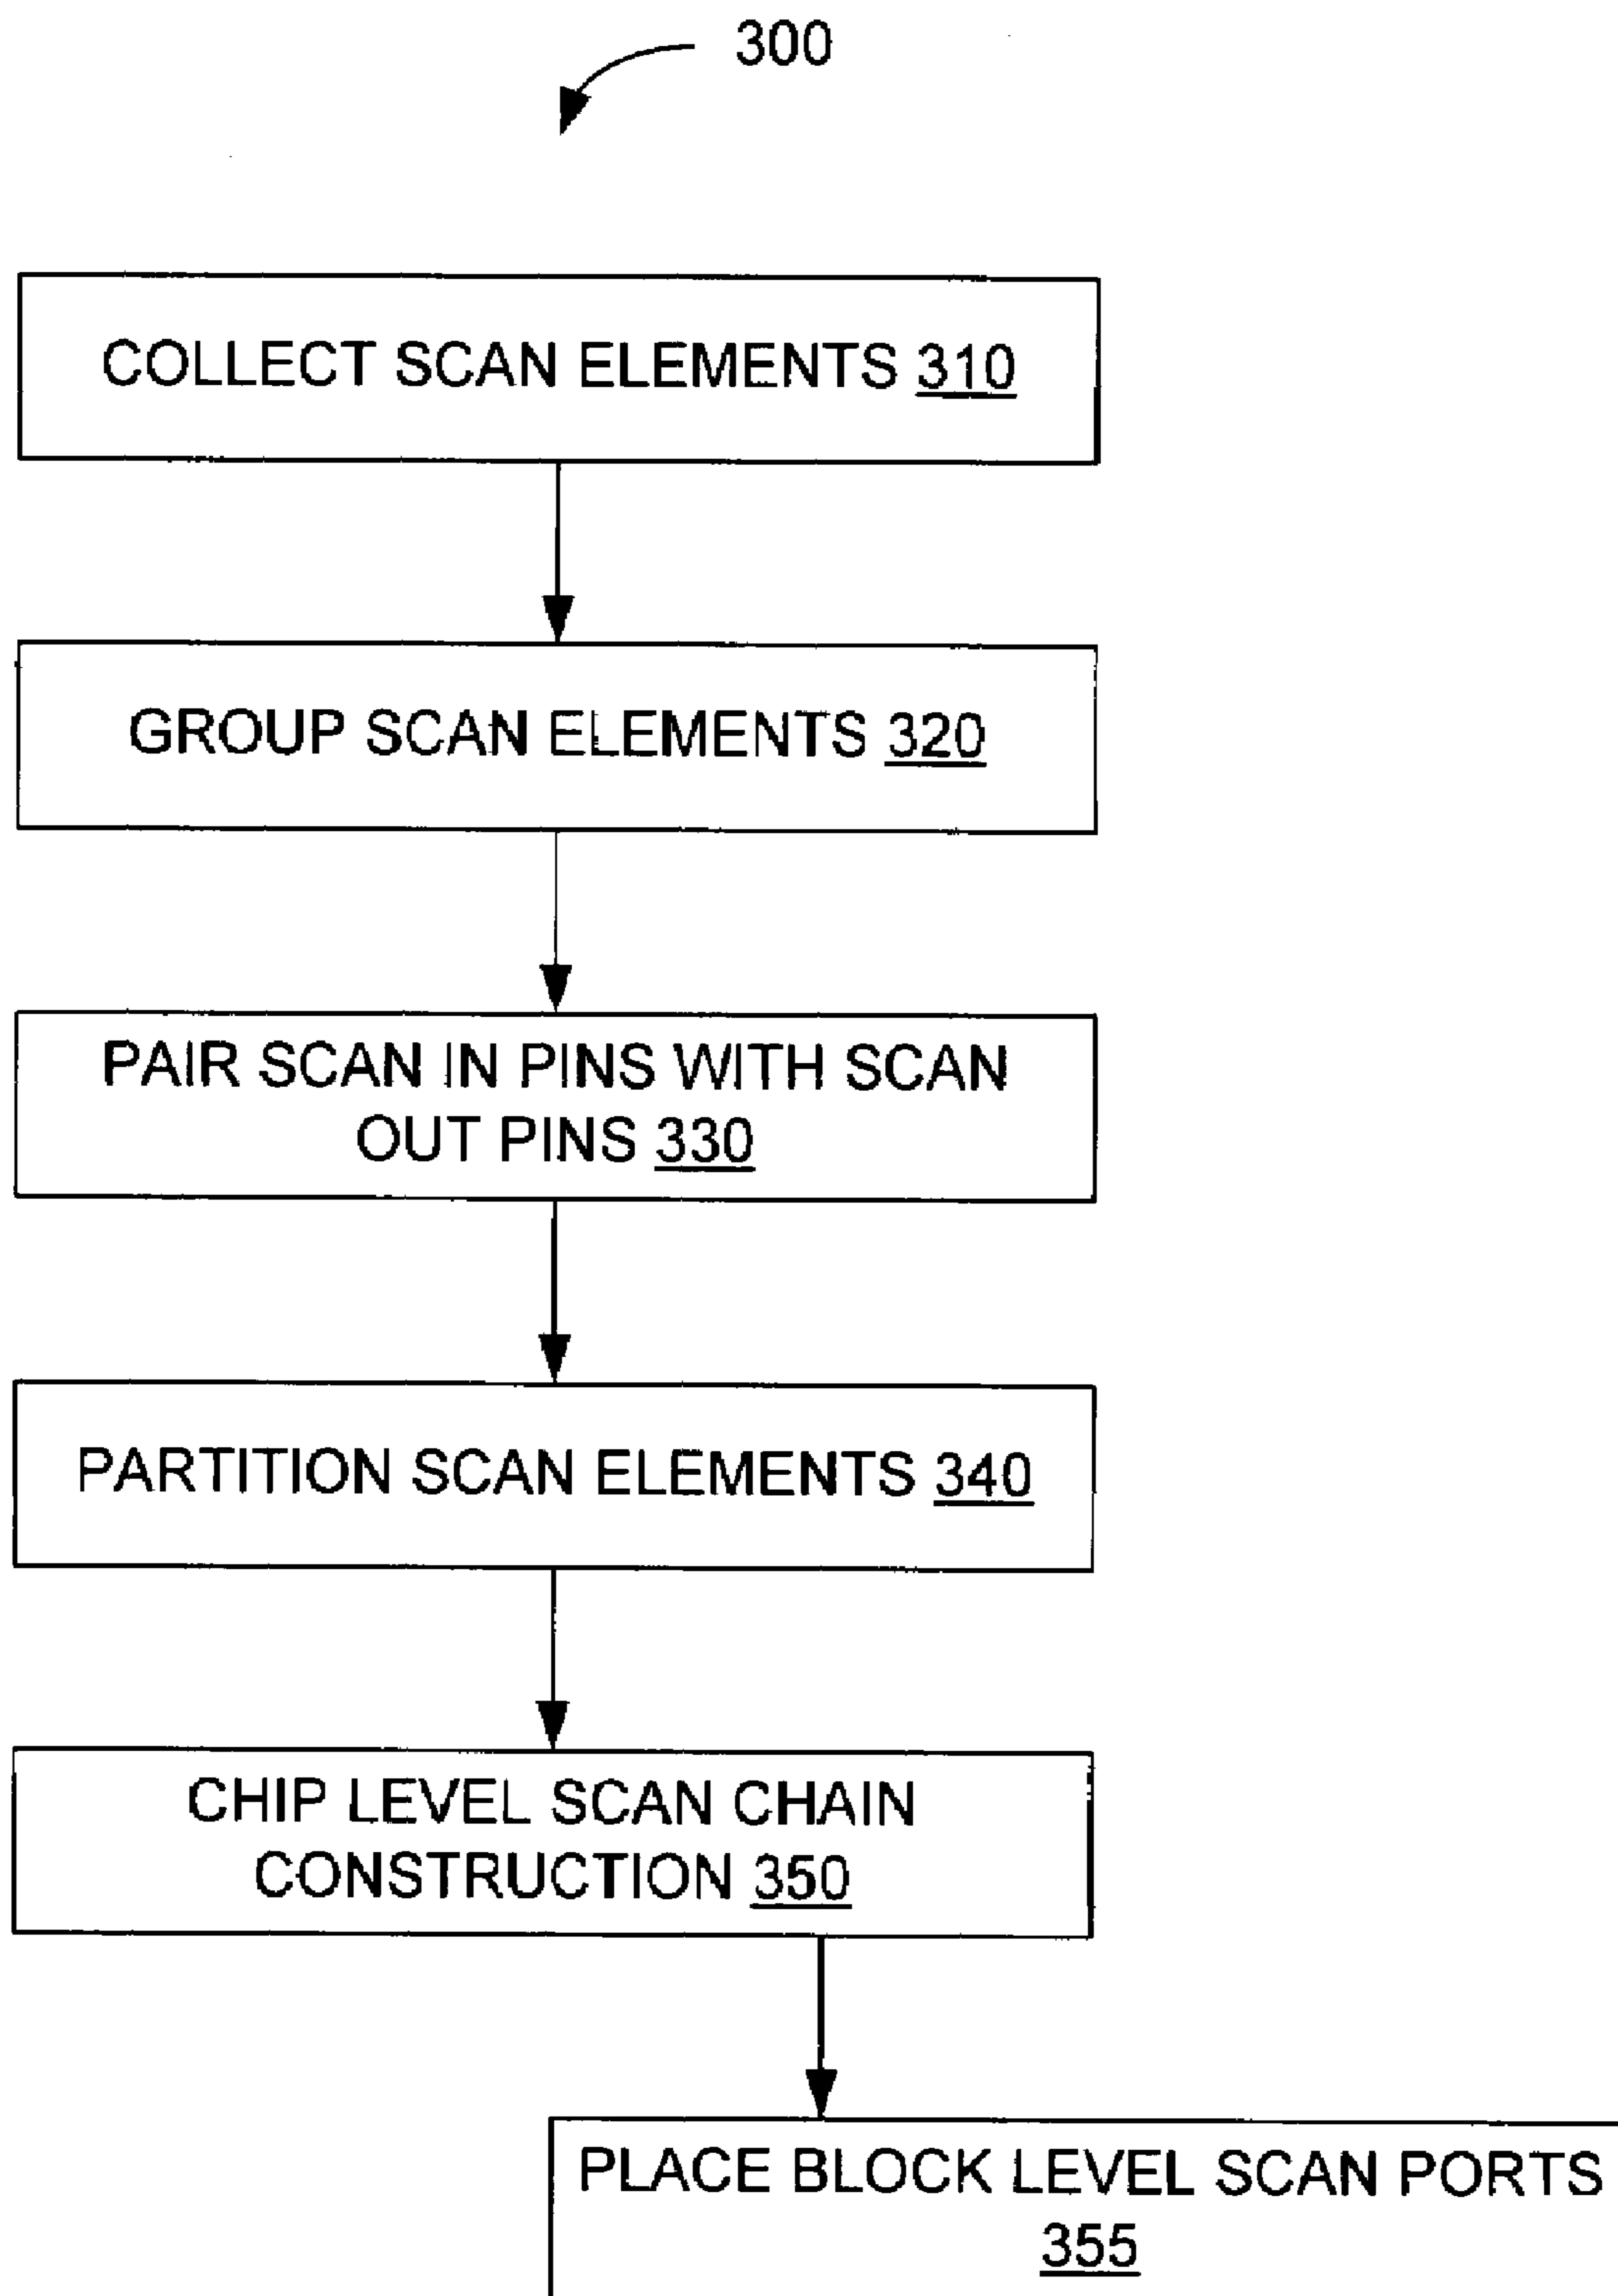 300
COLLECT SCAN ELEMENTS 310
GROUP SCAN ELEMENTS 320
PAIR SCAN IN PINS WITH SCAN
OUT PINS 330
PARTITION SCAN ELEMENTS 340
CHIP LEVEL SCAN CHAIN
CONSTRUCTION 350
PLACE BLOCK LEVEL SCAN PORTS
355